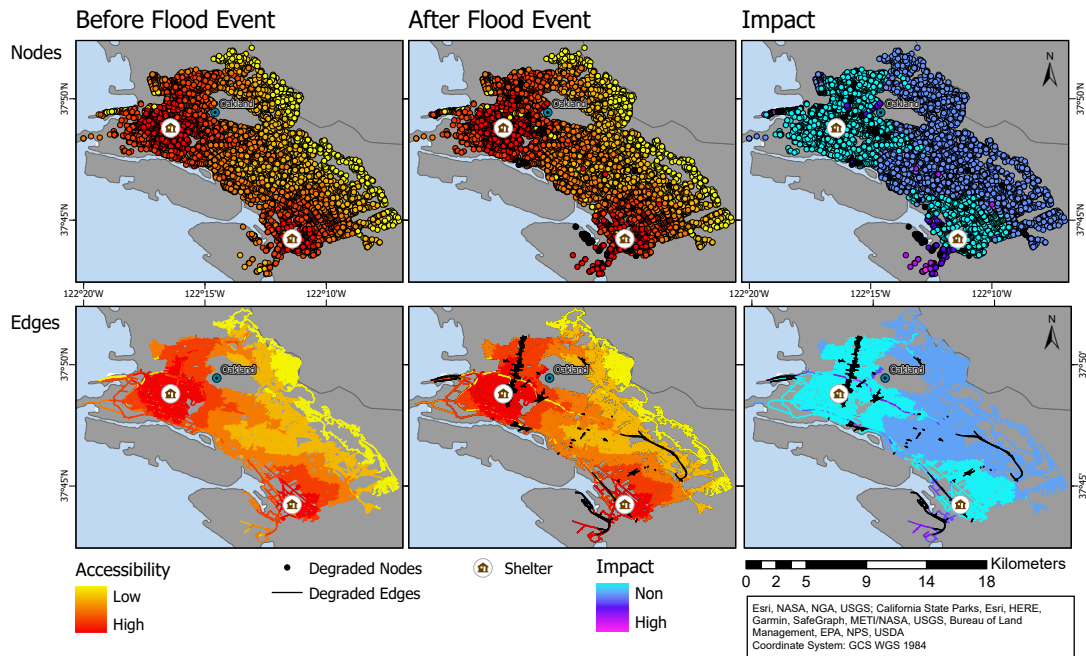 Before Flood Event
After Flood Event
Impact
Nodes
N
Oakland
Oakland
Oakland
37°50'N
37°50'N
37°45'N
37°45'N
122°20'W
122°15'W
122°10'W
122°20'W
122°15'W
122°10'W
Edges
N
Oakland
Oakland
Oakland
37°50'N
37°50'N
37°45'N
37°45'N
Accessibility
Low
High
Degraded Nodes
Degraded Edges
Shelter
Impact
Non
High
Kilometers
0 2 5 9 14 18
Esri, NASA, NGA, USGS; California State Parks, Esri, HERE,
Garmin, SafeGraph, METI/NASA, USGS, Bureau of Land
Management, EPA, NPS, USDA
Coordinate System: GCS WGS 1984